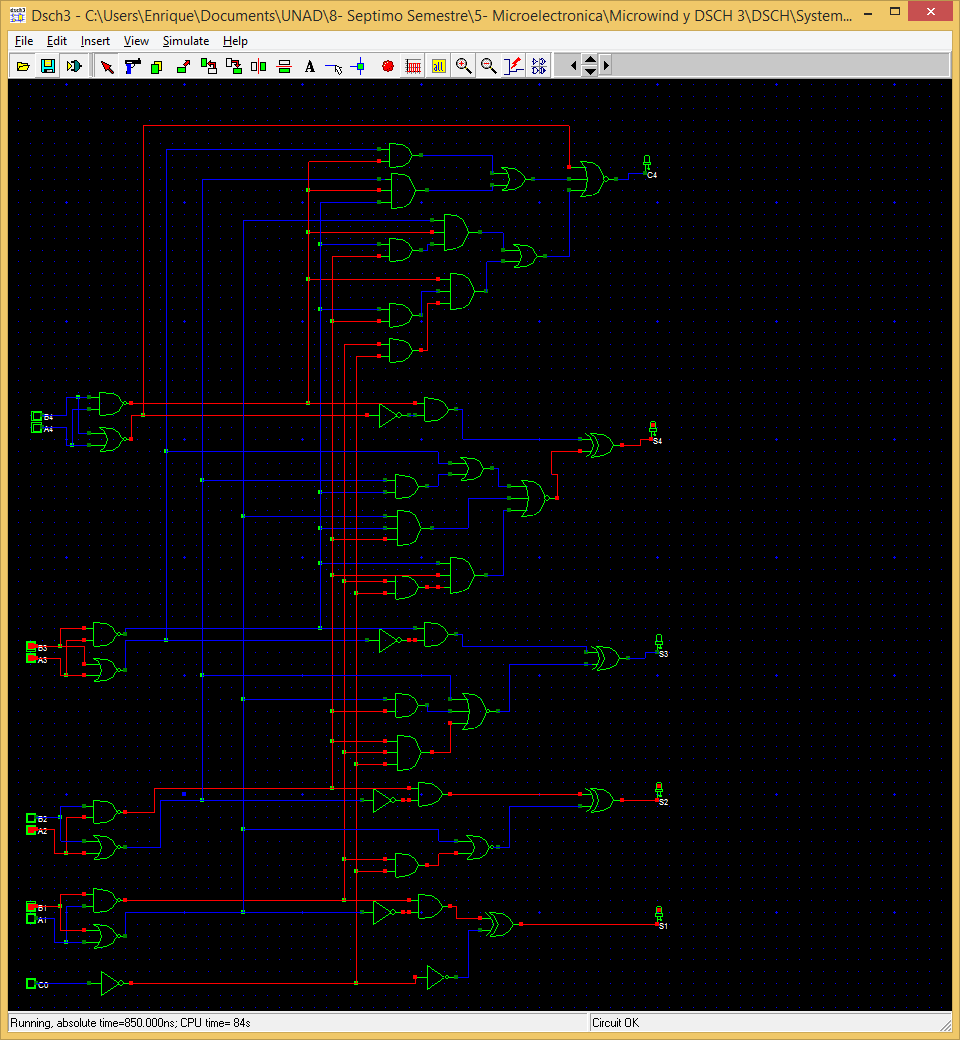 Dsch3 - C:\Users\Enrique\Documents\UNAD\8- Septimo Semestre\5- Microelectronica\Microwind y DSCH 3\DSCH\System...
File Edit Insert View Simulate Help
C4
B4
A4
S4
B3
A3
S3
B2
A2
S2
B1
A1
S1
C0
Running, absolute time=850.000ns; CPU time= 84s
Circuit OK